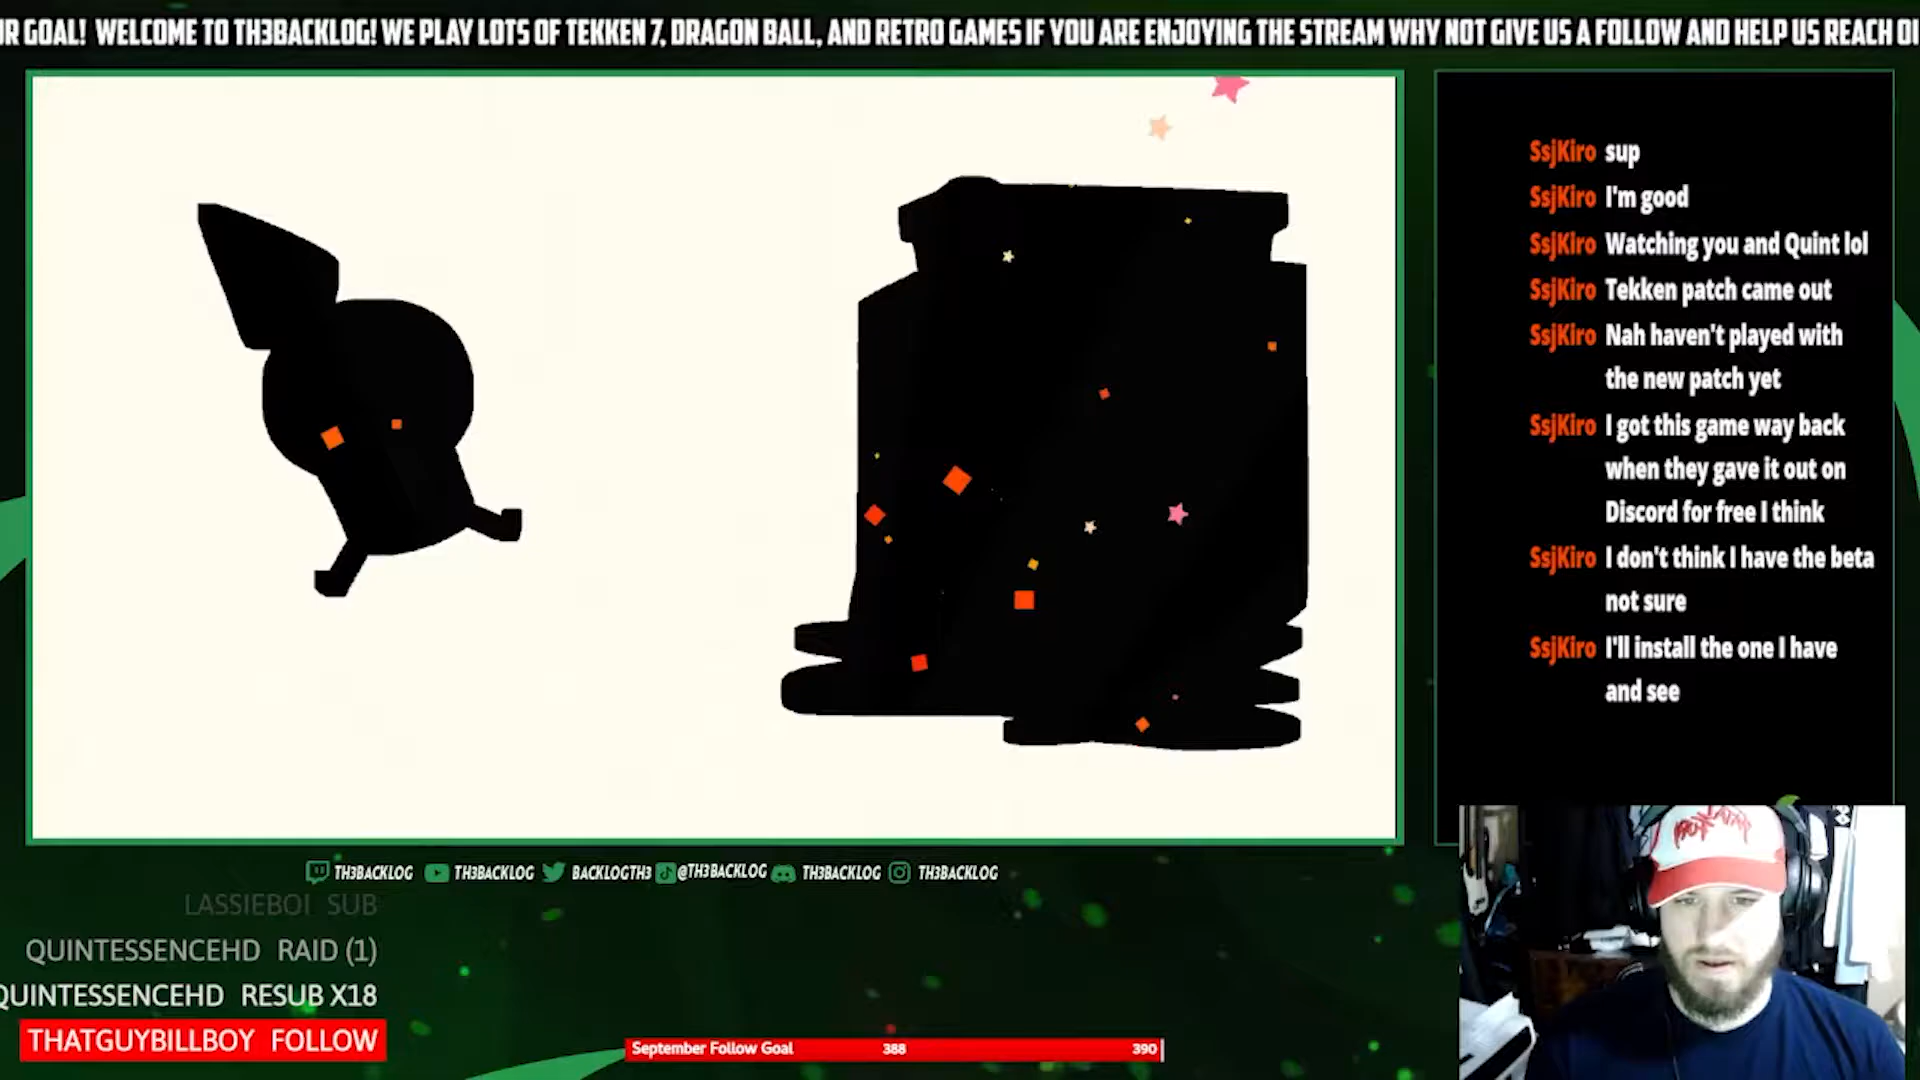 R GOAL! WELCOME TO TH3BACKLOG! WE PLAY LOTS OF TEKKEN 7, DRAGON BALL, AND RETRO GAMES IF YOU ARE ENJOYING THE STREAM WHY NOT GIVE US A FOLLOW AND HELP US REACH
SsjKiro sup
SsjKiro I'm good
SsjKiro Watching you and Quint lol
SsjKiro Tekken patch came out
SsjKiro Nah haven't played with
the new patch yet
SsjKiro I got this game way back
when they gave it out on
Discord for free I think
SsjKiro I don't think I have the beta
not sure
SsjKiro I'll install the one I have
and see
TH3BACKLOG TH3BACKLOG BACKLOGTH3 @TH3BACKLOG TH3BACKLOG TH3BACKLOG
LASSIEBOI SUB
QUINTESSENCEHD RAID (1)
QUINTESSENCEHD RESUB X18
THATGUYBILLBOY FOLLOW
September Follow Goal 388 390